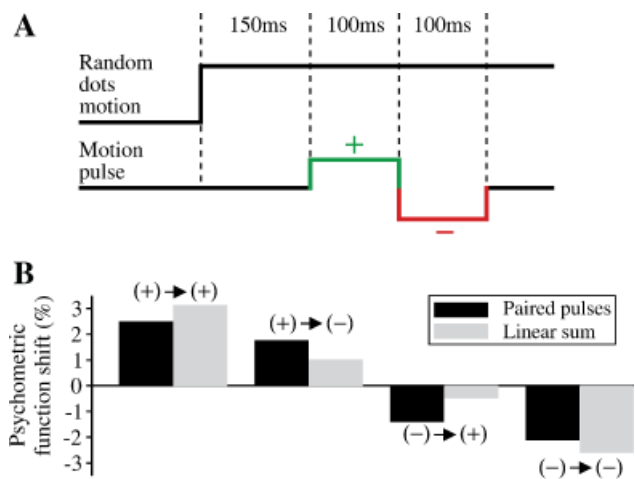 A
150ms 100ms 100ms
Random
dots
motion
Motion
pulse
+
−
B
Psychometric
function shift (%)
3
2
1
0
-1
-2
-3
(+)→(+)
(+)→(−)
(−)→(+)
(−)→(−)
Paired pulses
Linear sum